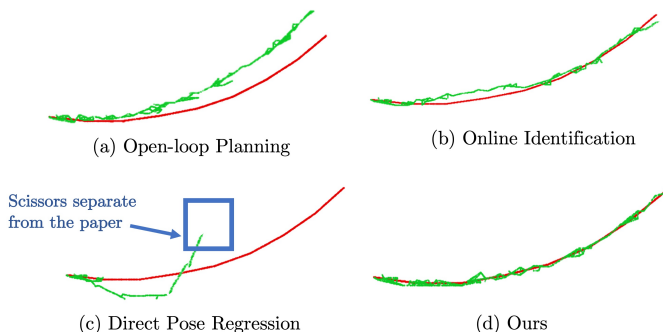 (a) Open-loop Planning
(b) Online Identification
Scissors separate
from the paper
(c) Direct Pose Regression
(d) Ours